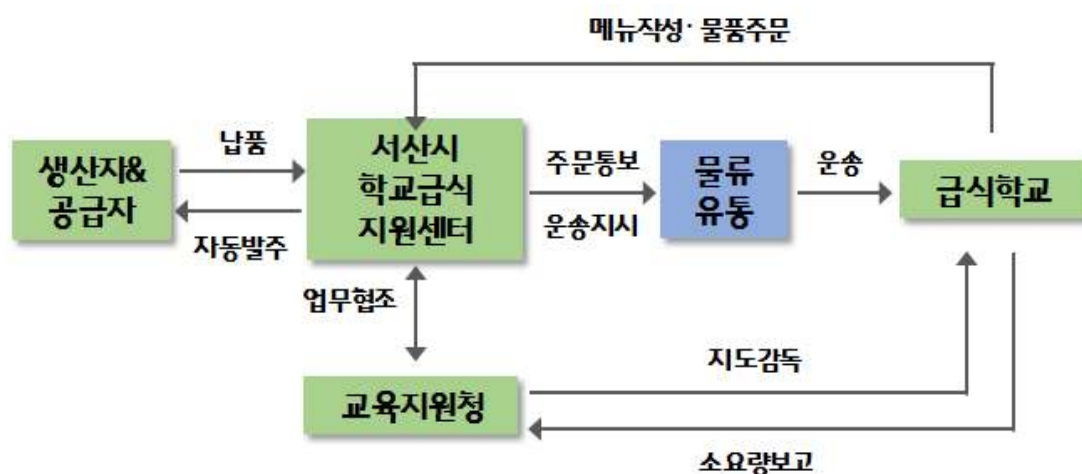 메뉴작성· 물품주문
생산자&
공급자
납품
자동발주
서산시
학교급식
지원센터
주문통보
운송지시
물류
유통
운송
급식학교
업무협조
지도감독
교육지원청
소요량보고